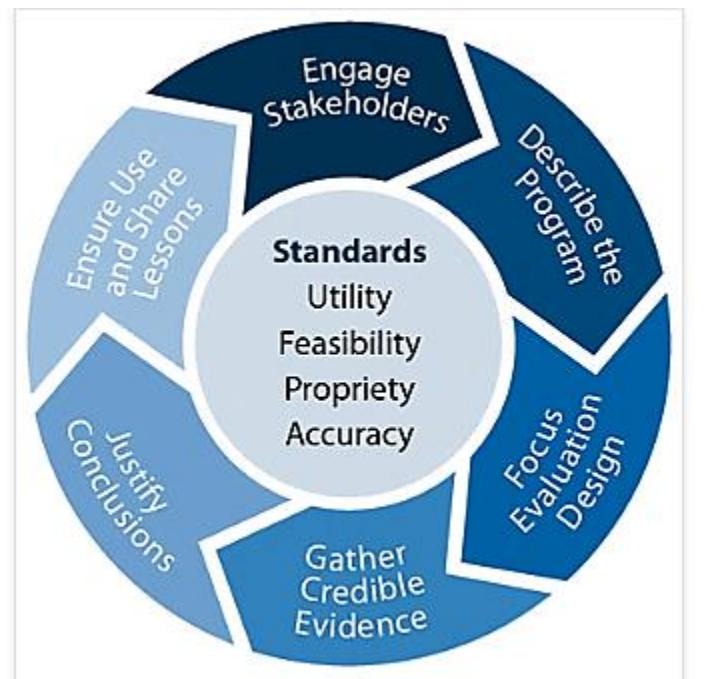 Engage
Stakeholders
Describe the
Program
Focus
Evaluation
Design
Gather
Credible
Evidence
Justify
Conclusions
Ensure Use
and Share
Lessons
Standards
Utility
Feasibility
Propriety
Accuracy